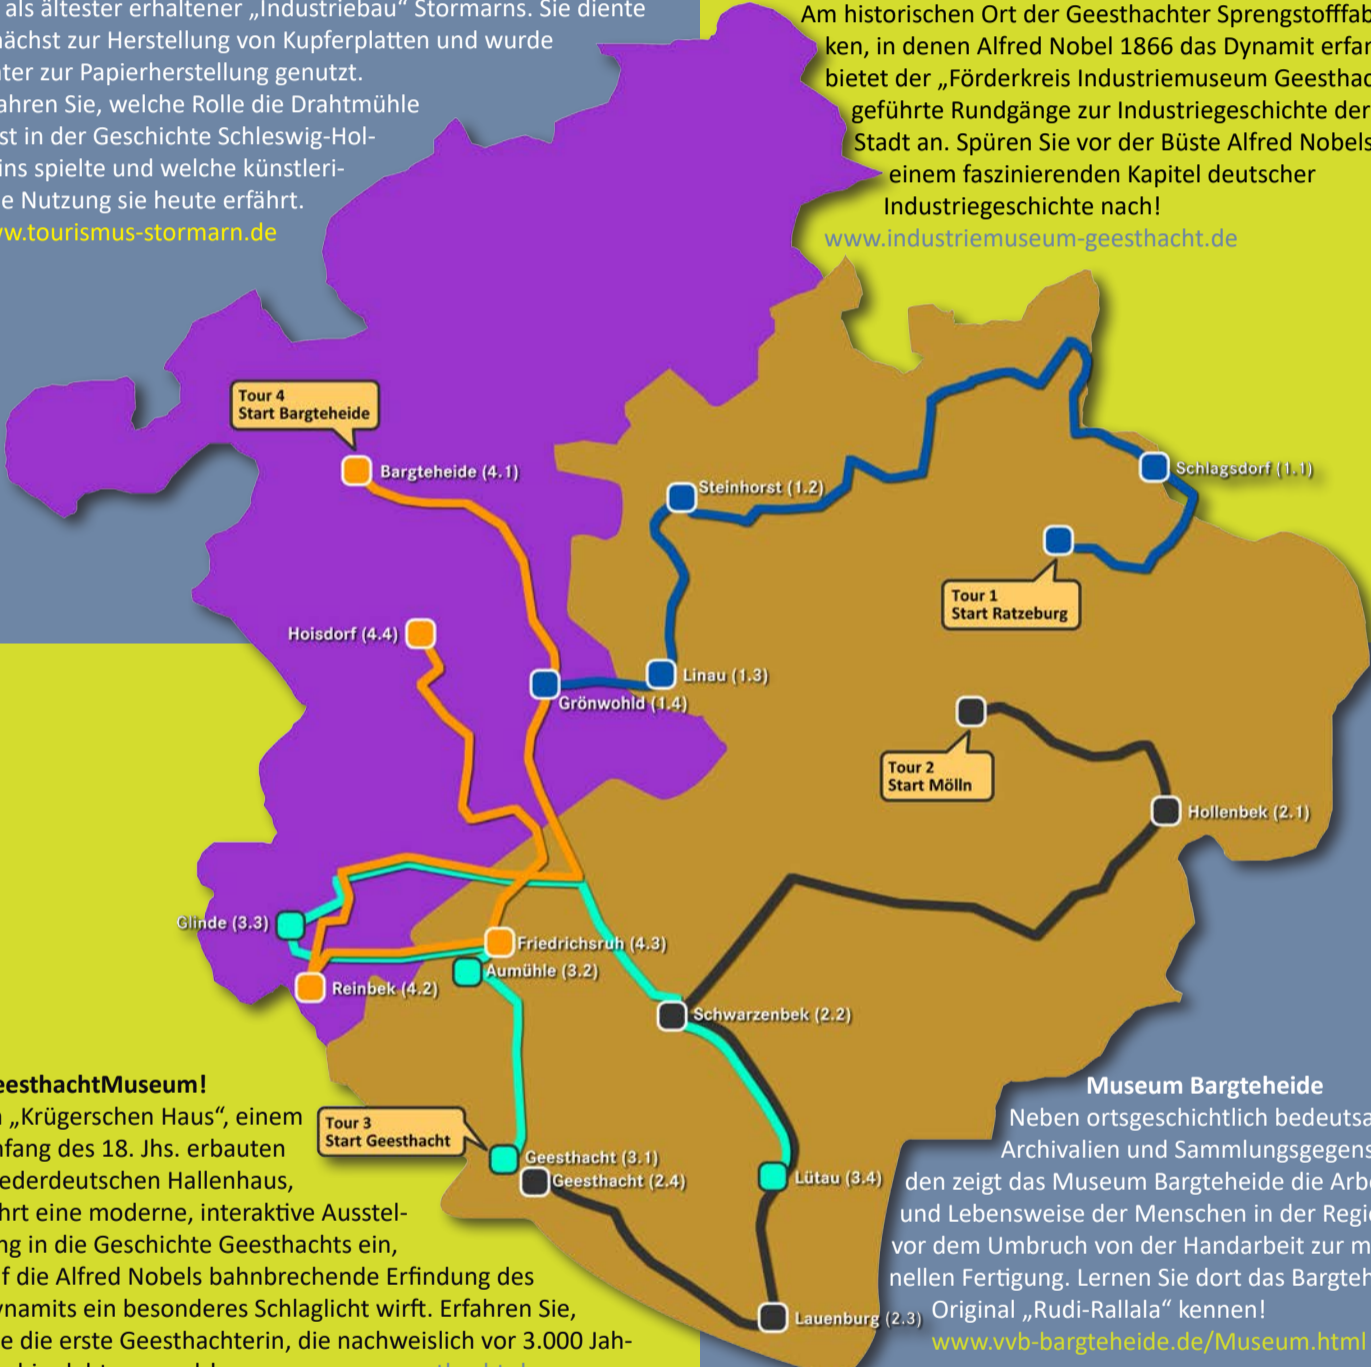 als ältester erhaltener „Industriebau“ Stormarns. Sie diente
zur Herstellung von Kupferplatten und wurde
zur Papierherstellung genutzt.
Sie, welche Rolle die Drahtmühle
in der Geschichte Schleswig-Hol-
spielte und welche künstleri-
Nutzung sie heute erfährt.
w.tourismus-stormarn.de
Am historischen Ort der Geesthachter Sprengstofffab
ken, in denen Alfred Nobel 1866 das Dynamit erfan
bietet der „Förderkreis Industriemuseum Geesthac
geführte Rundgänge zur Industriegeschichte der
Stadt an. Spüren Sie vor der Büste Alfred Nobels
einem faszinierenden Kapitel deutscher
Industriegeschichte nach!
www.industriemuseum-geesthacht.de
Tour 4
Start Bargteheide
Bargteheide (4.1)
Steinhorst (1.2)
Schlagsdorf (1.1)
Tour 1
Start Ratzeburg
Hoisdorf (4.4)
Linau (1.3)
Grönwohld (1.4)
Tour 2
Start Mölln
Hollenbek (2.1)
Glinde (3.3)
Friedrichsruh (4.3)
Aumühle (3.2)
Reinbek (4.2)
Schwarzenbek (2.2)
Tour 3
Start Geesthacht
Geesthacht (3.1)
Geesthacht (2.4)
Lütau (3.4)
Lauenburg (2.3)
eesthachtMuseum!
„Krügerschen Haus“, einem
nfang des 18. Jhs. erbauten
ederdeutschen Hallenhaus,
hrt eine moderne, interaktive Ausstel-
ng in die Geschichte Geesthachts ein,
f die Alfred Nobels bahnbrechende Erfindung des
ynamits ein besonderes Schlaglicht wirft. Erfahren Sie,
e die erste Geesthachterin, die nachweislich vor 3.000 Jah-
Museum Bargteheide
Neben ortsgeschichtlich bedeutsa
Archivalien und Sammlungsgegens
den zeigt das Museum Bargteheide die Arbe
und Lebensweise der Menschen in der Regio
vor dem Umbruch von der Handarbeit zur m
nellen Fertigung. Lernen Sie dort das Bargteh
Original „Rudi-Rallala“ kennen!
www.vvb-bargteheide.de/Museum.html